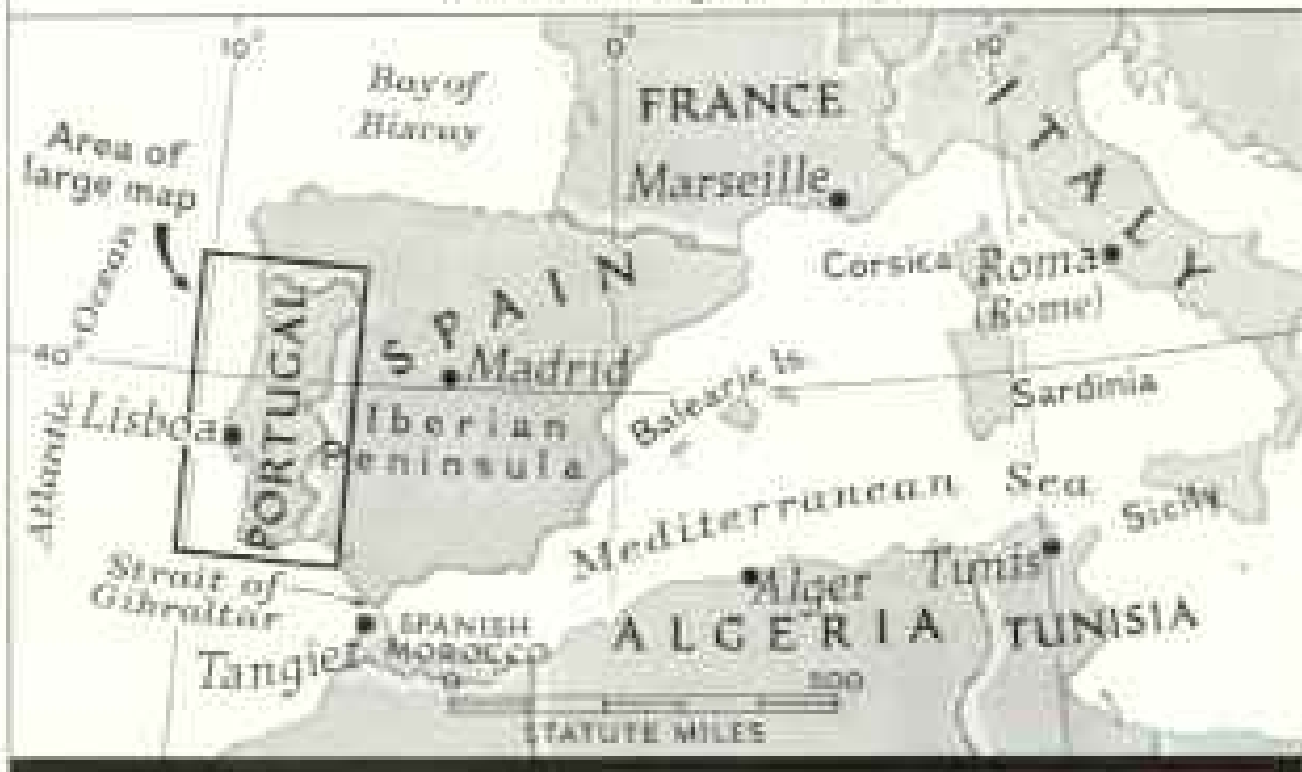 10°
0°
10°
Bay of
Biscay
FRANCE
ITALY
Marseille
Area of
large map
Corsica
Roma
(Rome)
Atlantic Ocean
40°
PORTUGAL
SPAIN
Madrid
Lisboa
Iberian
Peninsula
Balearic Is.
Sardinia
Mediterranean Sea
Sicily
Strait of
Gibraltar
Tangier
SPANISH
MOROCCO
Alger
Tunis
ALGERIA
TUNISIA
0
STATUTE MILES